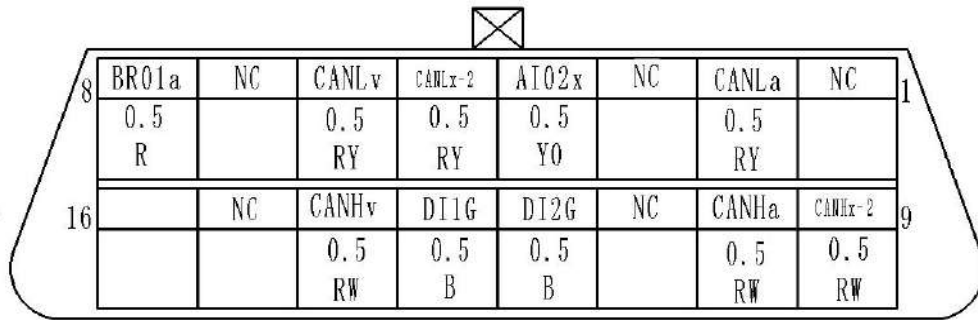 8 BR01a NC CANLv CANLx-2 AI02x NC CANLa NC 1
0.5 0.5 0.5 0.5 0.5
R RY RY YO RY
16 NC CANHv DI1G DI2G NC CANHa CANHx-2 9
0.5 0.5 0.5 0.5 0.5
RW B B RW RW